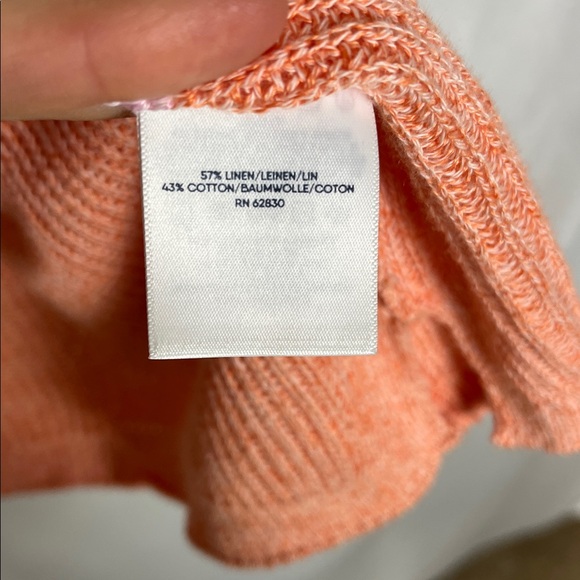 57% LINEN/LEINEN/LIN
43% COTTON/BAUMWOLLE/COTON
RN 62830